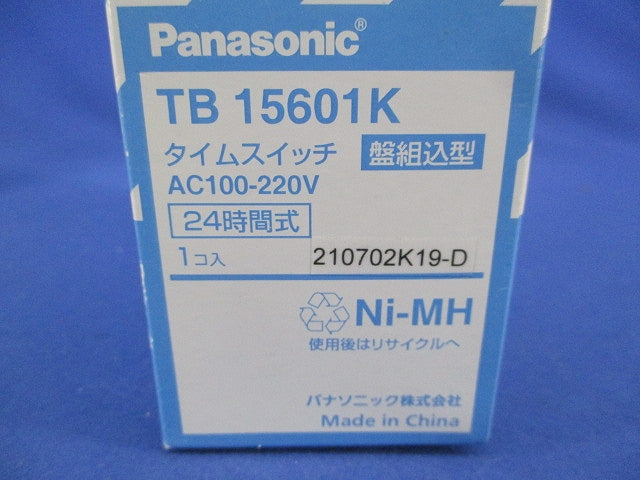 Panasonic®
TB 15601K
タイムスイッチ 盤組込型
AC100-220V
24時間式
1コ入 210702K19-D
Ni-MH
使用後はリサイクルへ
パナソニック株式会社
Made in China